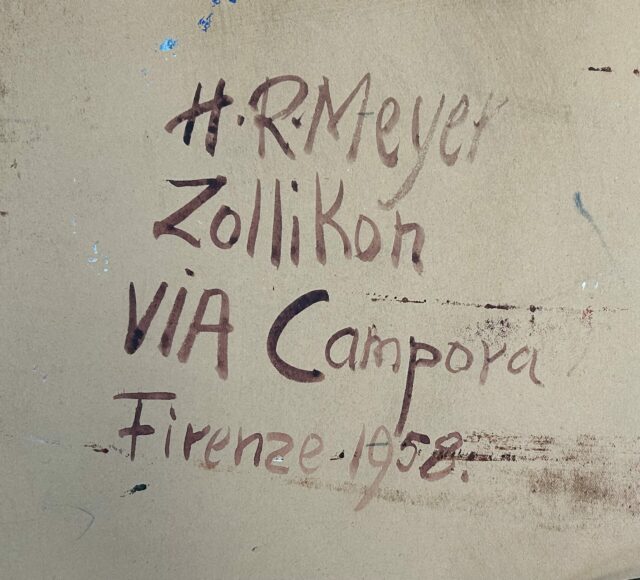 H.R.Meyer
Zollikon
VIA Campora
Firenze 1958.